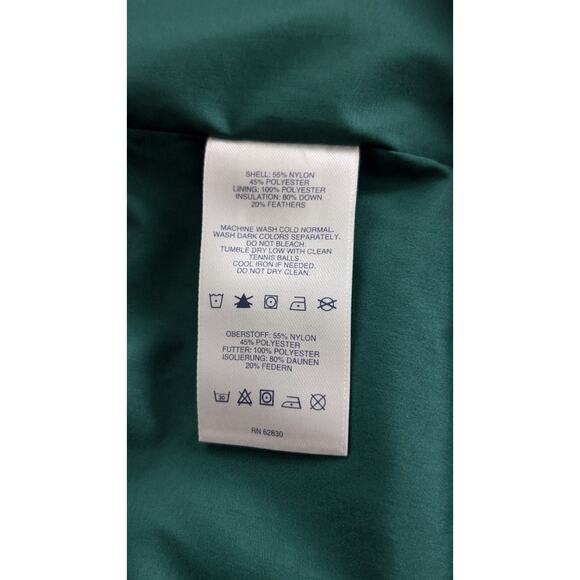 SHELL: 55% NYLON
45% POLYESTER
LINING: 100% POLYESTER
INSULATION: 80% DOWN
20% FEATHERS
MACHINE WASH COLD NORMAL.
WASH DARK COLORS SEPARATELY.
DO NOT BLEACH.
TUMBLE DRY LOW WITH CLEAN
TENNIS BALLS.
COOL IRON IF NEEDED.
DO NOT DRY CLEAN.
OBERSTOFF: 55% NYLON
45% POLYESTER
FUTTER: 100% POLYESTER
ISOLIERUNG: 80% DAUNEN
20% FEDERN
30
RN 62830